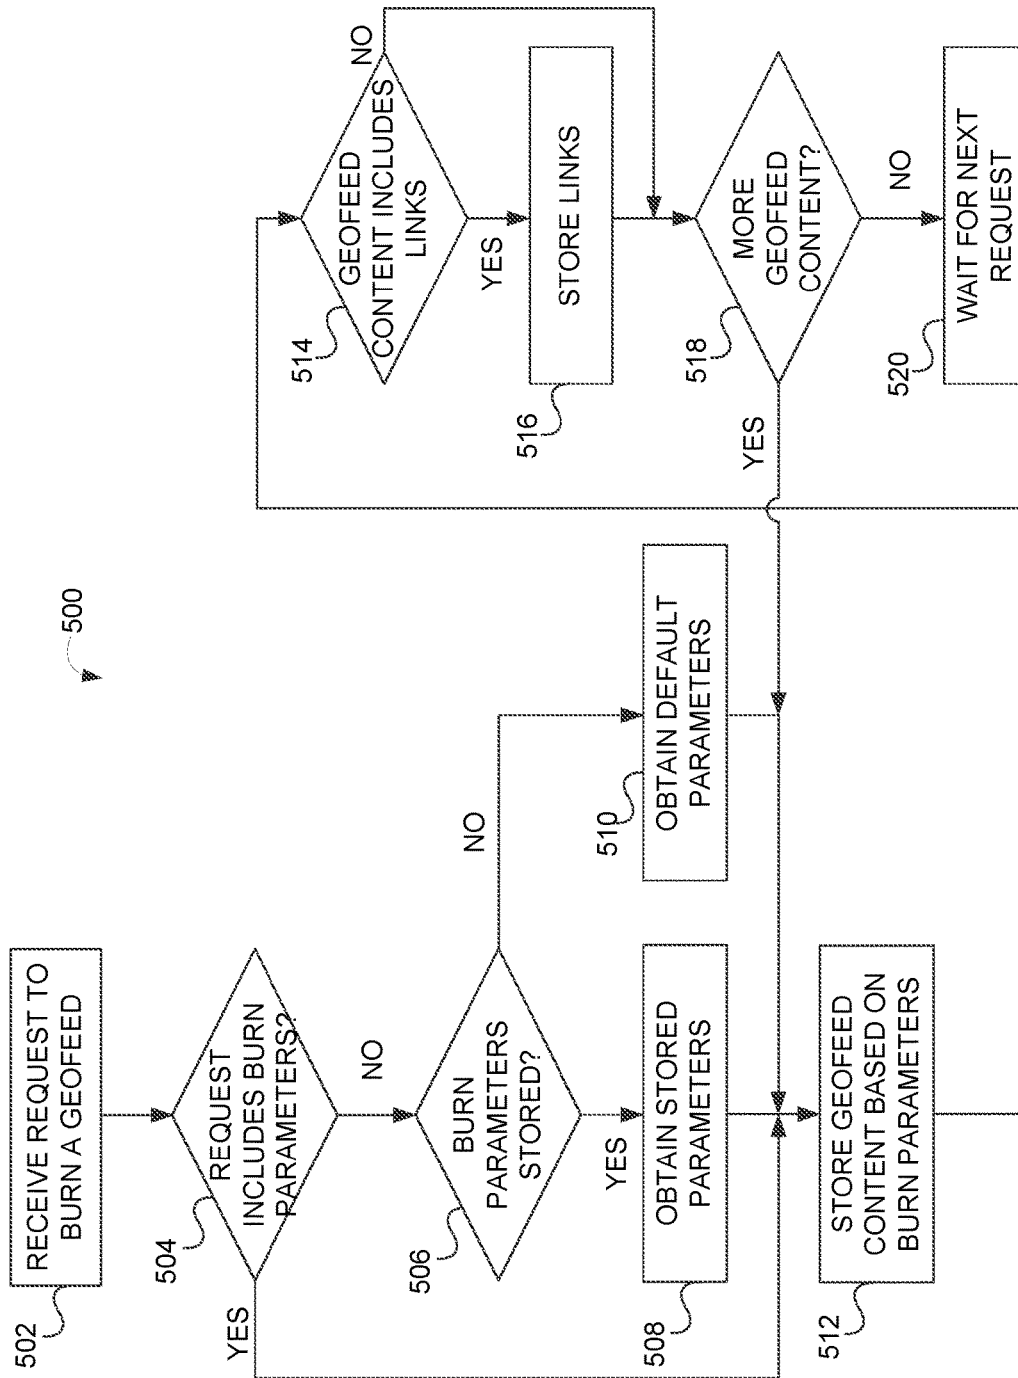 500
RECEIVE REQUEST TO
BURN A GEOFEED
502
REQUEST
INCLUDES BURN
PARAMETERS?
504
YES
NO
BURN
PARAMETERS
STORED?
506
NO
YES
OBTAIN STORED
PARAMETERS
508
OBTAIN DEFAULT
PARAMETERS
510
STORE GEOFEED
CONTENT BASED ON
BURN PARAMETERS
512
GEOFEED
CONTENT INCLUDES
LINKS
514
NO
YES
STORE LINKS
516
MORE
GEOFEED
CONTENT?
518
YES
NO
WAIT FOR NEXT
REQUEST
520